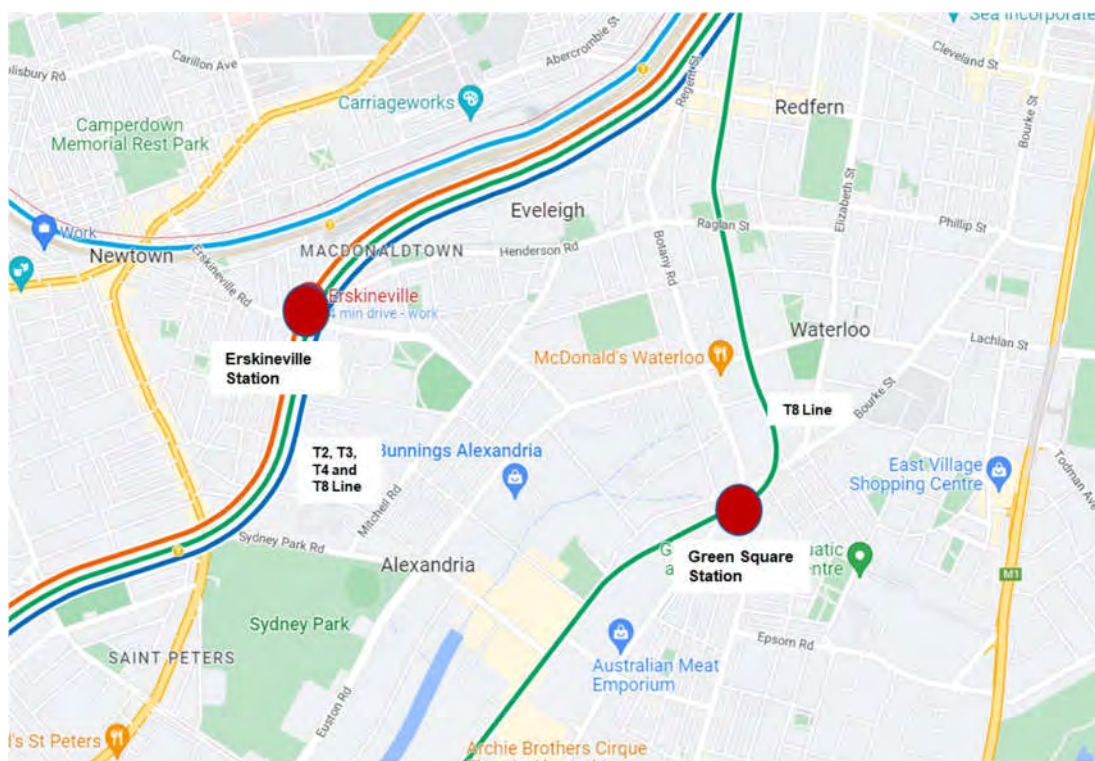 Sea Incorporate
Cleveland St
Abercrombie St
Carillon Ave
alisbury Rd
Regent St
Bourke St
Carriageworks
Redfern
Camperdown
Memorial Rest Park
Elizabeth St
Eveleigh
Raglan St
Phillip St
Work
Newtown
MACDONALDTOWN
Henderson Rd
Botany Rd
Erskineville Rd
Erskineville
4 min drive - work
Waterloo
Lachlan St
Erskineville
Station
McDonald's Waterloo
Bourke St
T8 Line
T2, T3,
T4 and
T8 Line
Bunnings Alexandria
East Village
Shopping Centre
Todman Ave
Mitchell Rd
Sydney Park Rd
Alexandria
Green Square
Station
G
a
uatic
entre
M1
Sydney Park
Epsom Rd
SAINT PETERS
Australian Meat
Emporium
Euston Rd
's St Peters
Archie Brothers Cirque